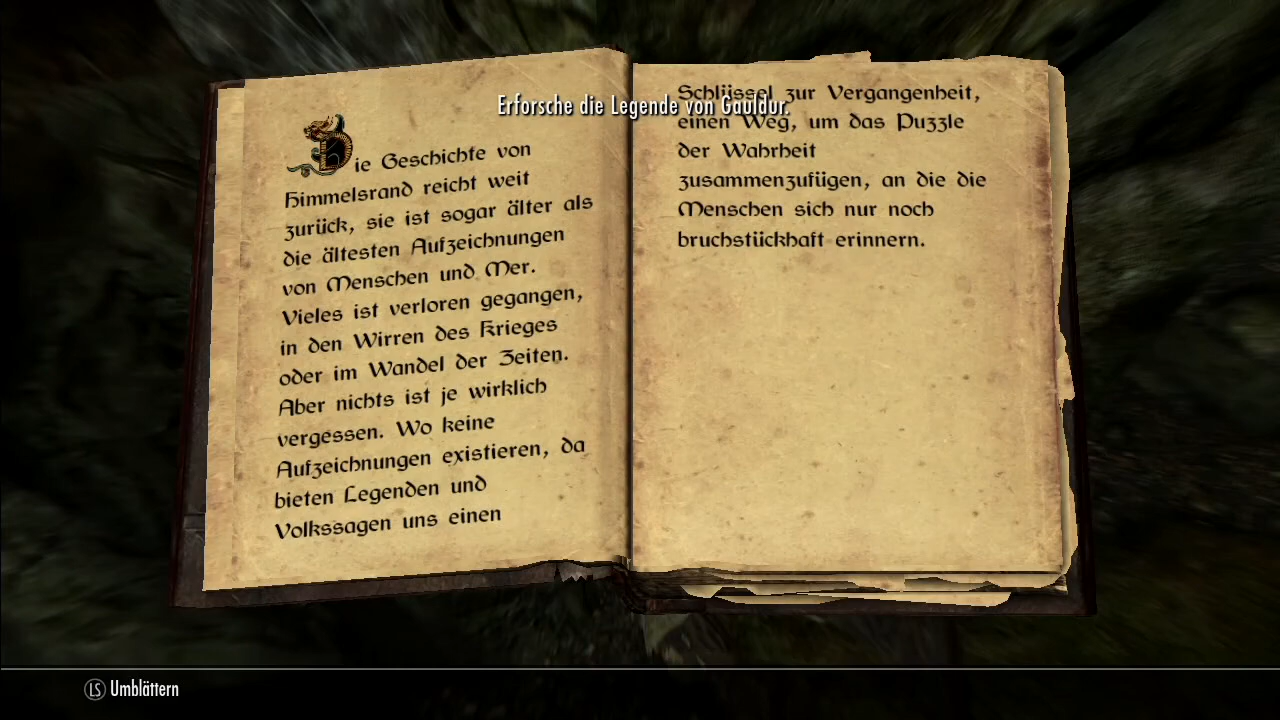 Erforsche die Legende von Gauldur.
Die Geschichte von
Himmelsrand reicht weit
zurück, sie ist sogar älter als
die ältesten Aufzeichnungen
von Menschen und Mer.
Vieles ist verloren gegangen,
in den Wirren des Krieges
oder im Wandel der Zeiten.
Aber nichts ist je wirklich
vergessen. Wo keine
Aufzeichnungen existieren, da
bieten Legenden und
Volkssagen uns einen
Schlüssel zur Vergangenheit,
einen Weg, um das Puzzle
der Wahrheit
zusammenzufügen, an die die
Menschen sich nur noch
bruchstückhaft erinnern.
LS Umblättern